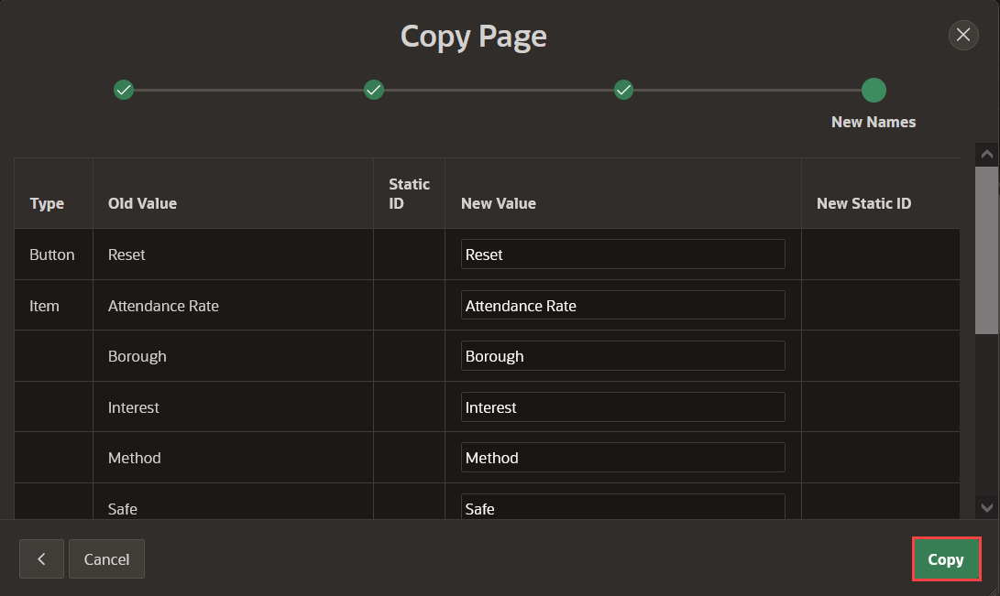 Copy Page
New Names
Type Old Value Static ID New Value New Static ID
Button Reset Reset
Item Attendance Rate Attendance Rate
Borough Borough
Interest Interest
Method Method
Safe Safe
Cancel Copy